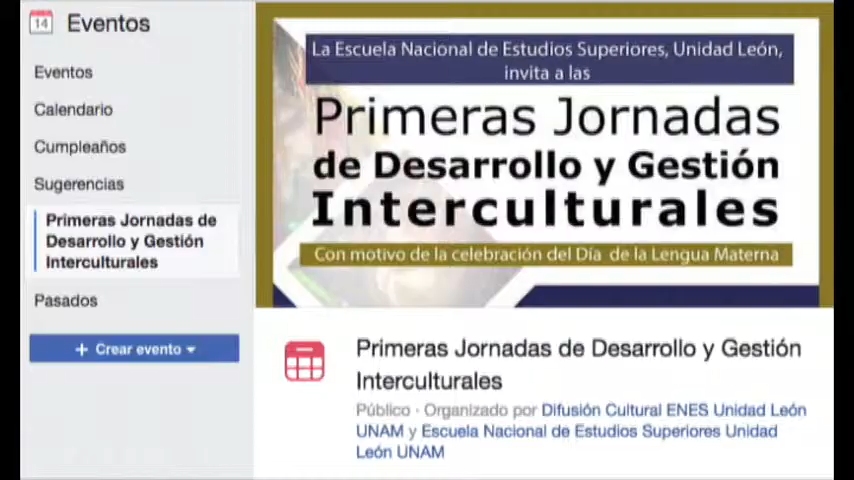 14 Eventos
Eventos
Calendario
Cumpleaños
Sugerencias
Primeras Jornadas de
Desarrollo y Gestión
Interculturales
Pasados
+ Crear evento
La Escuela Nacional de Estudios Superiores, Unidad León,
invita a las
Primeras Jornadas
de Desarrollo y Gestión
Interculturales
Con motivo de la celebración del Día de la Lengua Materna
Primeras Jornadas de Desarrollo y Gestión
Interculturales
Público · Organizado por Difusión Cultural ENES Unidad León
UNAM y Escuela Nacional de Estudios Superiores Unidad
León UNAM